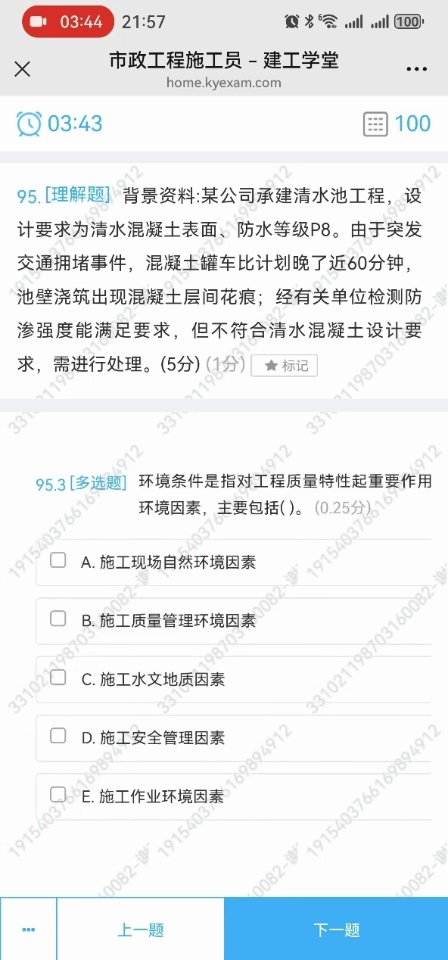 03:44 21:57 100
市政工程施工员 – 建工学堂
home.kyexam.com
03:43 100
95. [理解题] 背景资料:某公司承建清水池工程，设
计要求为清水混凝土表面、防水等级P8。由于突发
交通拥堵事件，混凝土罐车比计划晚了近60分钟，
池壁浇筑出现混凝土层间花痕；经有关单位检测防
渗强度能满足要求，但不符合清水混凝土设计要
求，需进行处理。(5分) (1分) ★ 标记
95.3 [多选题] 环境条件是指对工程质量特性起重要作用
环境因素，主要包括( )。 (0.25分)
A. 施工现场自然环境因素
B. 施工质量管理环境因素
C. 施工水文地质因素
D. 施工安全管理因素
E. 施工作业环境因素
上一题 下一题